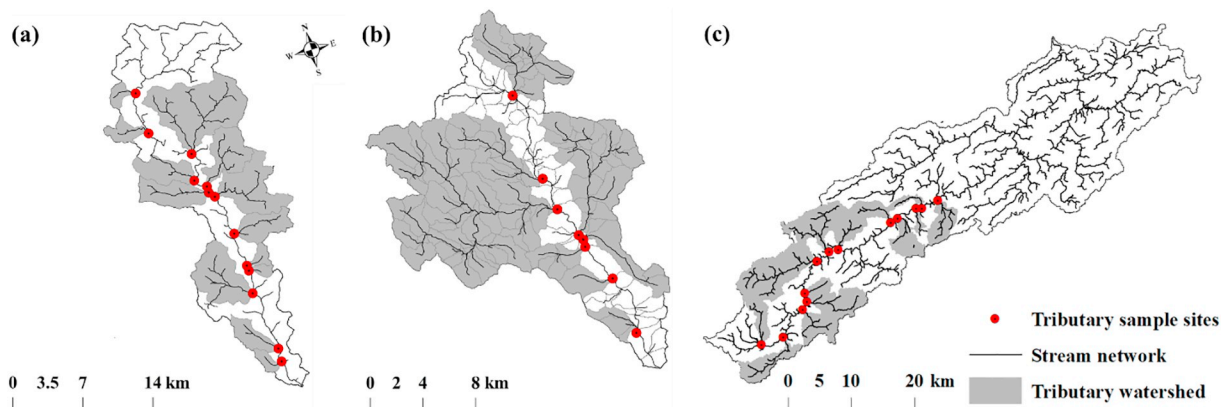 (a)
N
W E
S
(b)
(c)
Tributary sample sites
Stream network
Tributary watershed
0 3.5 7 14 km
0 2 4 8 km
0 5 10 20 km